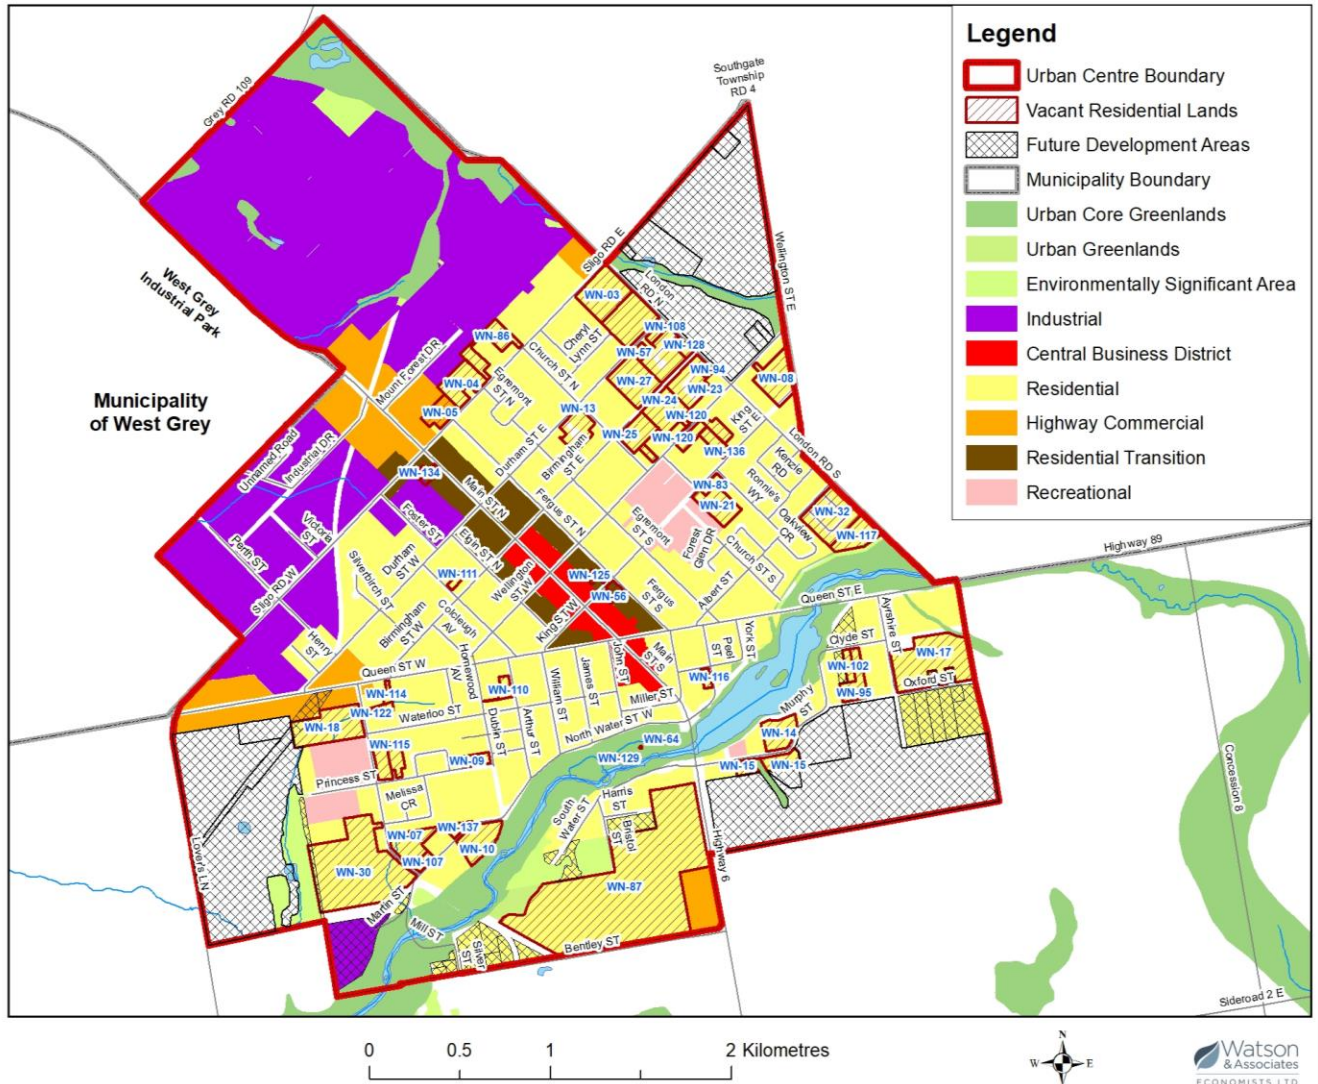 Legend
Urban Centre Boundary
Vacant Residential Lands
Future Development Areas
Municipality Boundary
Urban Core Greenlands
Urban Greenlands
Environmentally Significant Area
Industrial
Central Business District
Residential
Highway Commercial
Residential Transition
Recreational
Southgate
Township
RD 4
Grey RD 109
West Grey
Industrial Park
Municipality
of West Grey
Sligo RD E
London
RD N
Wellington ST E
WN-03
WN-108
WN-128
WN-57
WN-94
WN-08
WN-27
WN-23
WN-24
WN-86
WN-04
WN-05
Mount Forest DR
Church ST N
Cheryl
Lynn ST
Egremont
ST N
WN-13
WN-25
WN-120
WN-120
King
ST E
WN-136
London RD S
Kenzie
RD
Ronnie's
WY
Oakview
CR
Durham ST E
Birmingham
ST E
Unnamed Road
Industrial DR
WN-134
Main ST N
Fergus ST N
WN-83
WN-21
WN-32
WN-117
Egremont
ST S
Forest
Glen DR
Church ST S
Victoria
ST
Perth ST
Foster ST
Elgin ST N
Sligo RD W
Silverbirch ST
Durham
ST W
WN-111
Wellington
ST W
WN-125
WN-56
Fergus
ST S
Albert ST
Highway 89
Queen ST E
Henry
ST
Birmingham
ST W
Colcleugh
AV
King ST W
Queen ST W
Homewood
AV
William ST
James ST
John ST
Main
ST S
Peel
ST
York ST
Clyde ST
Ayrshire ST
WN-17
WN-102
WN-95
Oxford ST
WN-114
WN-110
WN-116
WN-122
Waterloo ST
Miller ST
Murphy
ST
WN-18
Dublin ST
Arthur ST
North Water ST W
WN-64
WN-14
WN-115
WN-09
WN-129
WN-15
WN-15
Princess ST
Melissa
CR
Harris
ST
South
Water ST
Bristol
ST
Highway 6
Concession 8
Lover's LN
WN-07
WN-137
WN-10
WN-107
WN-30
WN-87
Martin ST
Mill ST
Silver
ST
Bentley ST
Sideroad 2 E
0 0.5 1 2 Kilometres
N
W E
S
Watson
& Associates
ECONOMISTS LTD